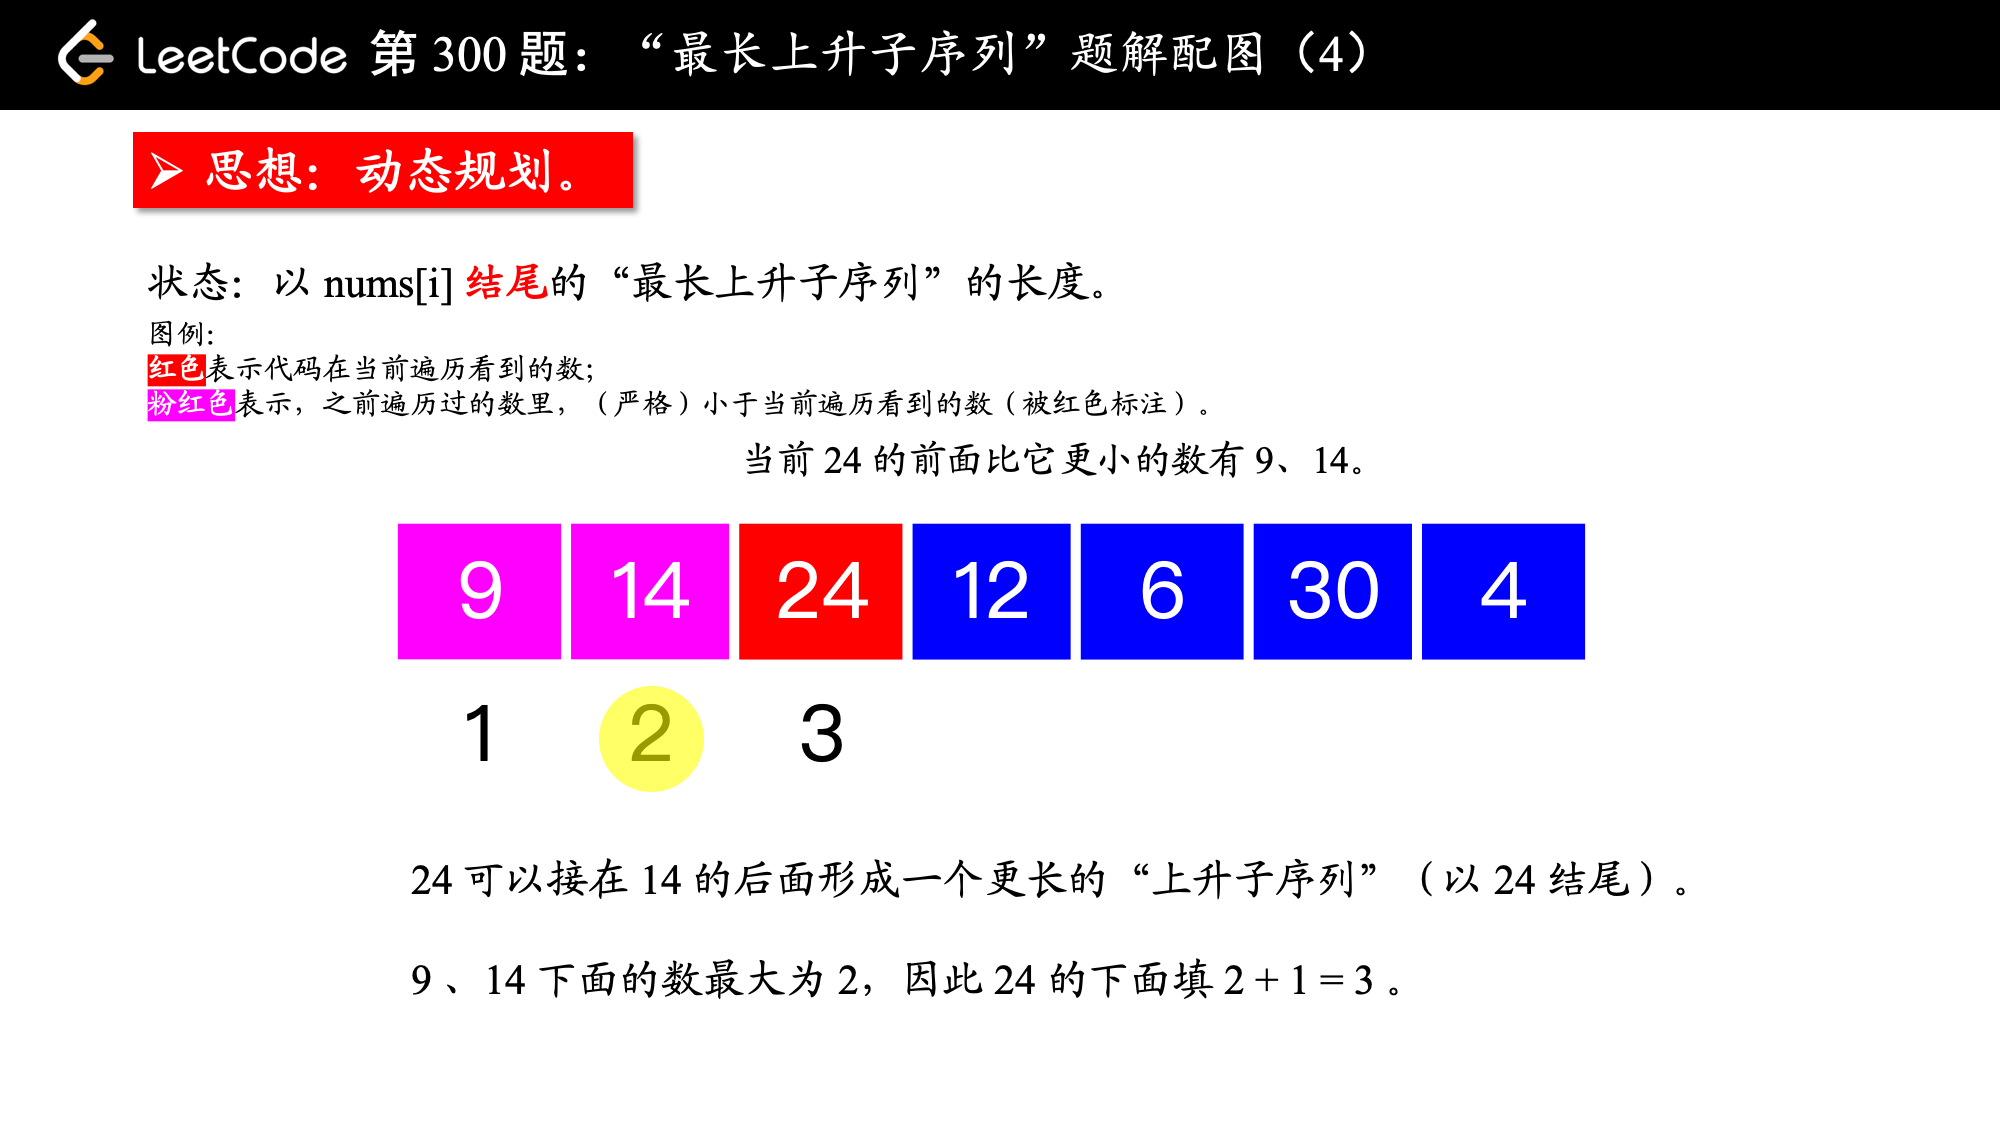 LeetCode 第 300 题：“最长上升子序列”题解配图（4）
➢ 思想：动态规划。
状态：以 nums[i] 结尾的“最长上升子序列”的长度。
图例：
红色表示代码在当前遍历看到的数；
粉红色表示，之前遍历过的数里，（严格）小于当前遍历看到的数（被红色标注）。
当前 24 的前面比它更小的数有 9、14。
9 14 24 12 6 30 4
1 2 3
24 可以接在 14 的后面形成一个更长的“上升子序列”（以 24 结尾）。
9 、14 下面的数最大为 2，因此 24 的下面填 2 + 1 = 3 。